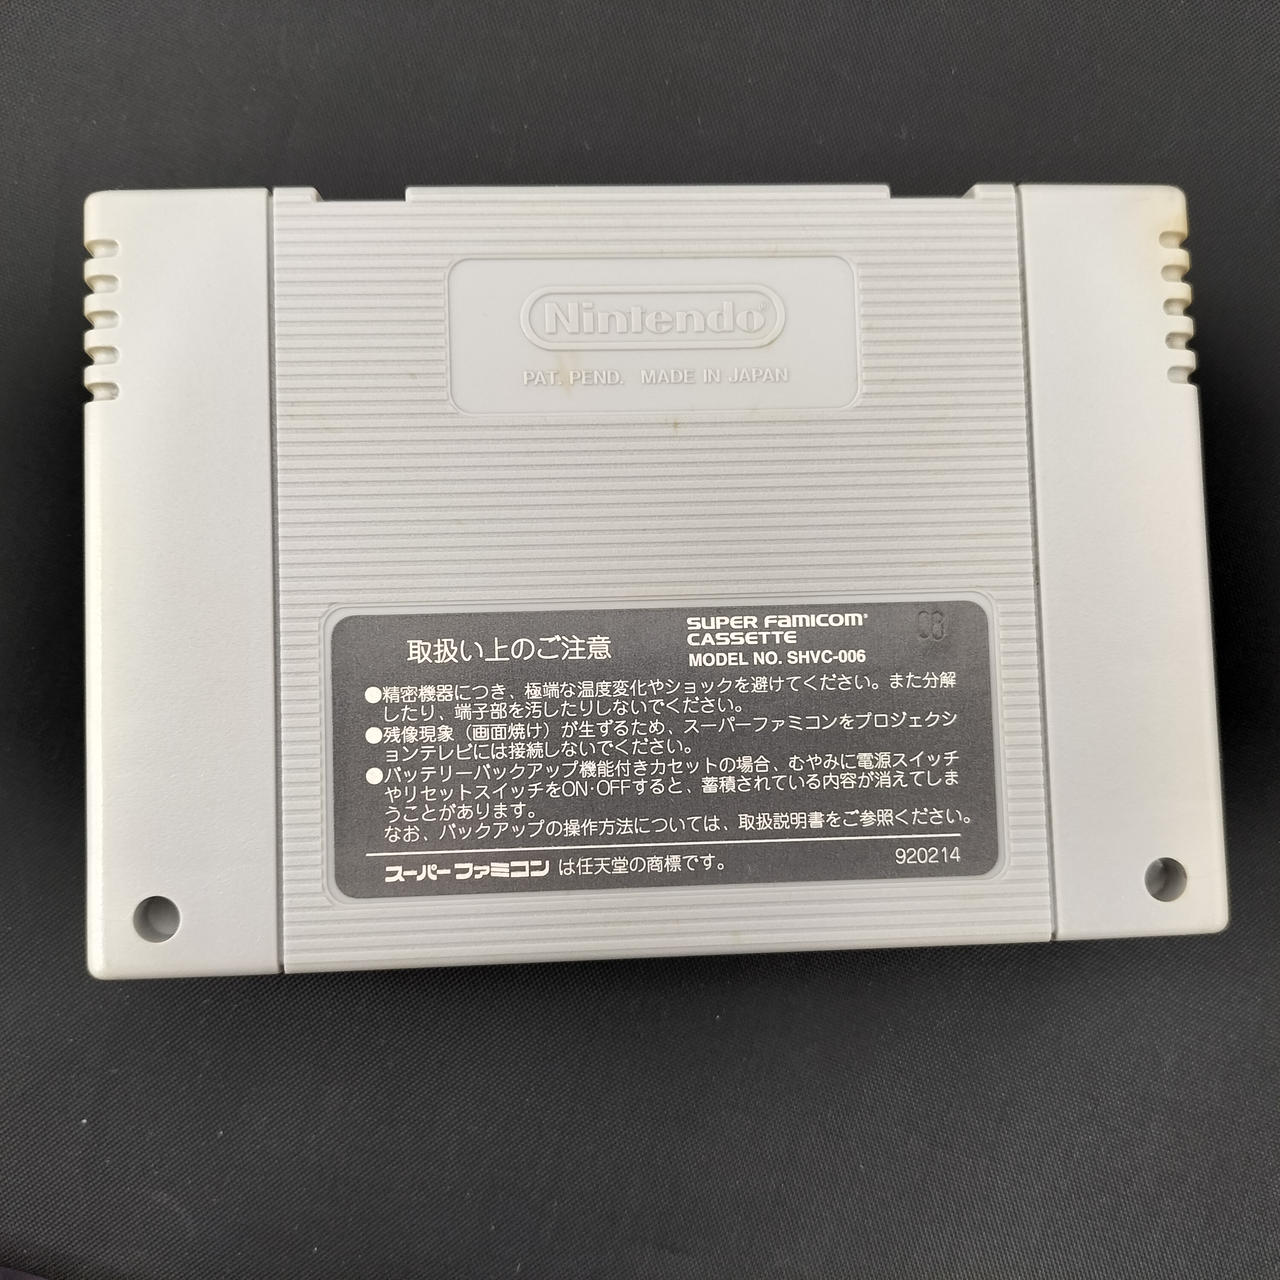 Nintendo®
PAT. PEND. MADE IN JAPAN
取扱い上のご注意
SUPER FAMICOM®
CASSETTE
MODEL NO. SHVC-006
08
●精密機器につき、極端な温度変化やショックを避けてください。また分解
したり、端子部を汚したりしないでください。
●残像現象（画面焼け）が生ずるため、スーパーファミコンをプロジェクシ
ョンテレビには接続しないでください。
●バッテリーバックアップ機能付きカセットの場合、むやみに電源スイッチ
やリセットスイッチをON・OFFすると、蓄積されている内容が消えてしま
うことがあります。
なお、バックアップの操作方法については、取扱説明書をご参照ください。
スーパーファミコン は任天堂の商標です。
920214